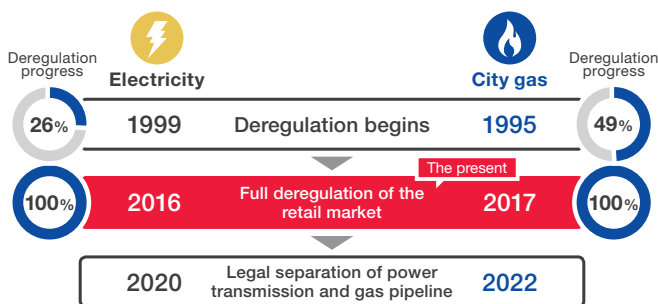 Deregulation
progress
Electricity
City gas
Deregulation
progress
26%
1999
Deregulation begins
1995
49%
The present
100%
2016
Full deregulation of the
retail market
2017
100%
2020
Legal separation of power
transmission and gas pipeline
2022